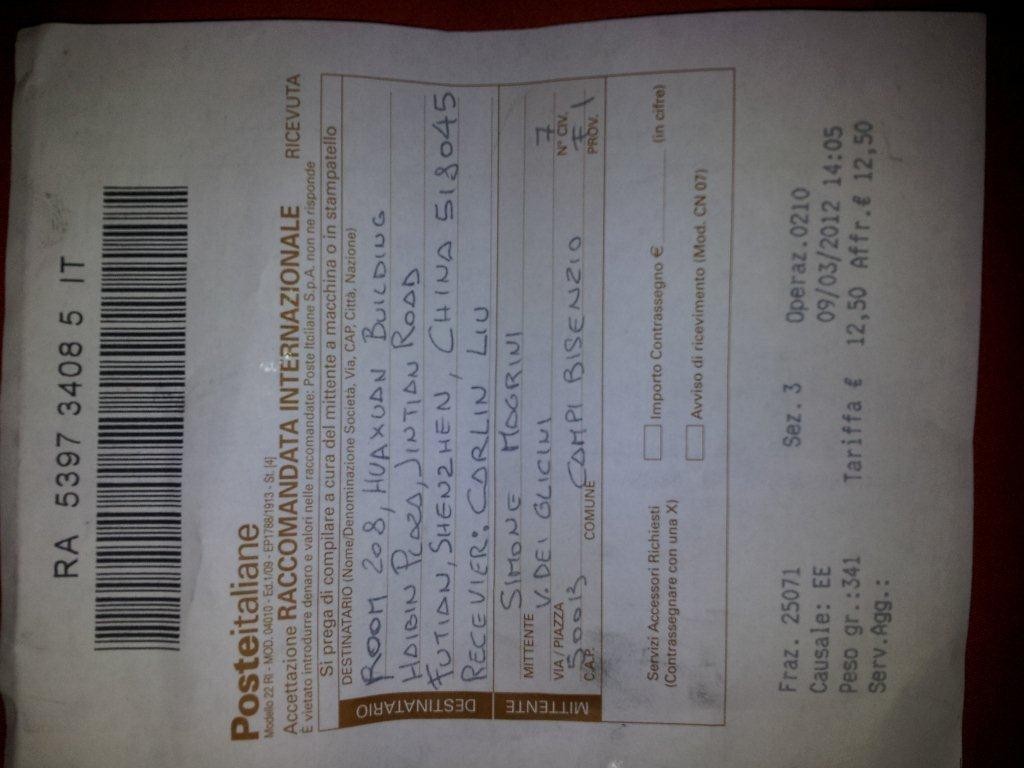 RA 5397 3408 5 IT
Posteitaliane
Modello 22 RI - MOD. 04010 - Ed.1/09 - EP1788/1913 - St. [4]
Accettazione RACCOMANDATA INTERNAZIONALE RICEVUTA
È vietato introdurre denaro e valori nelle raccomandate: Poste Italiane S.p.A. non ne risponde
Si prega di compilare a cura del mittente a macchina o in stampatello
DESTINATARIO
DESTINATARIO (Nome/Denominazione Società, Via, CAP, Città, Nazione)
ROOM 208, HUAXUAN BUILDING
HAIBIN PLAZA, JINTIAN ROAD
FUTIAN, SHENZHEN, CHINA 518045
RECEVIER: CARLIN LIU
MITTENTE
MITTENTE SIMONE MOGRINI
VIA / PIAZZA V. DEI GLICINI N° CIV. 7
C.A.P. 50013 COMUNE CAMPI BISENZIO PROV. FI
Servizi Accessori Richiesti
(Contrassegnare con una X)
Importo Contrassegno € (in cifre)
Avviso di ricevimento (Mod. CN 07)
Fraz. 25071 Sez. 3 Operaz.0210
Causale: EE 09/03/2012 14:05
Peso gr.:341 Tariffa € 12,50 Affr.€ 12,50
Serv.Agg.: